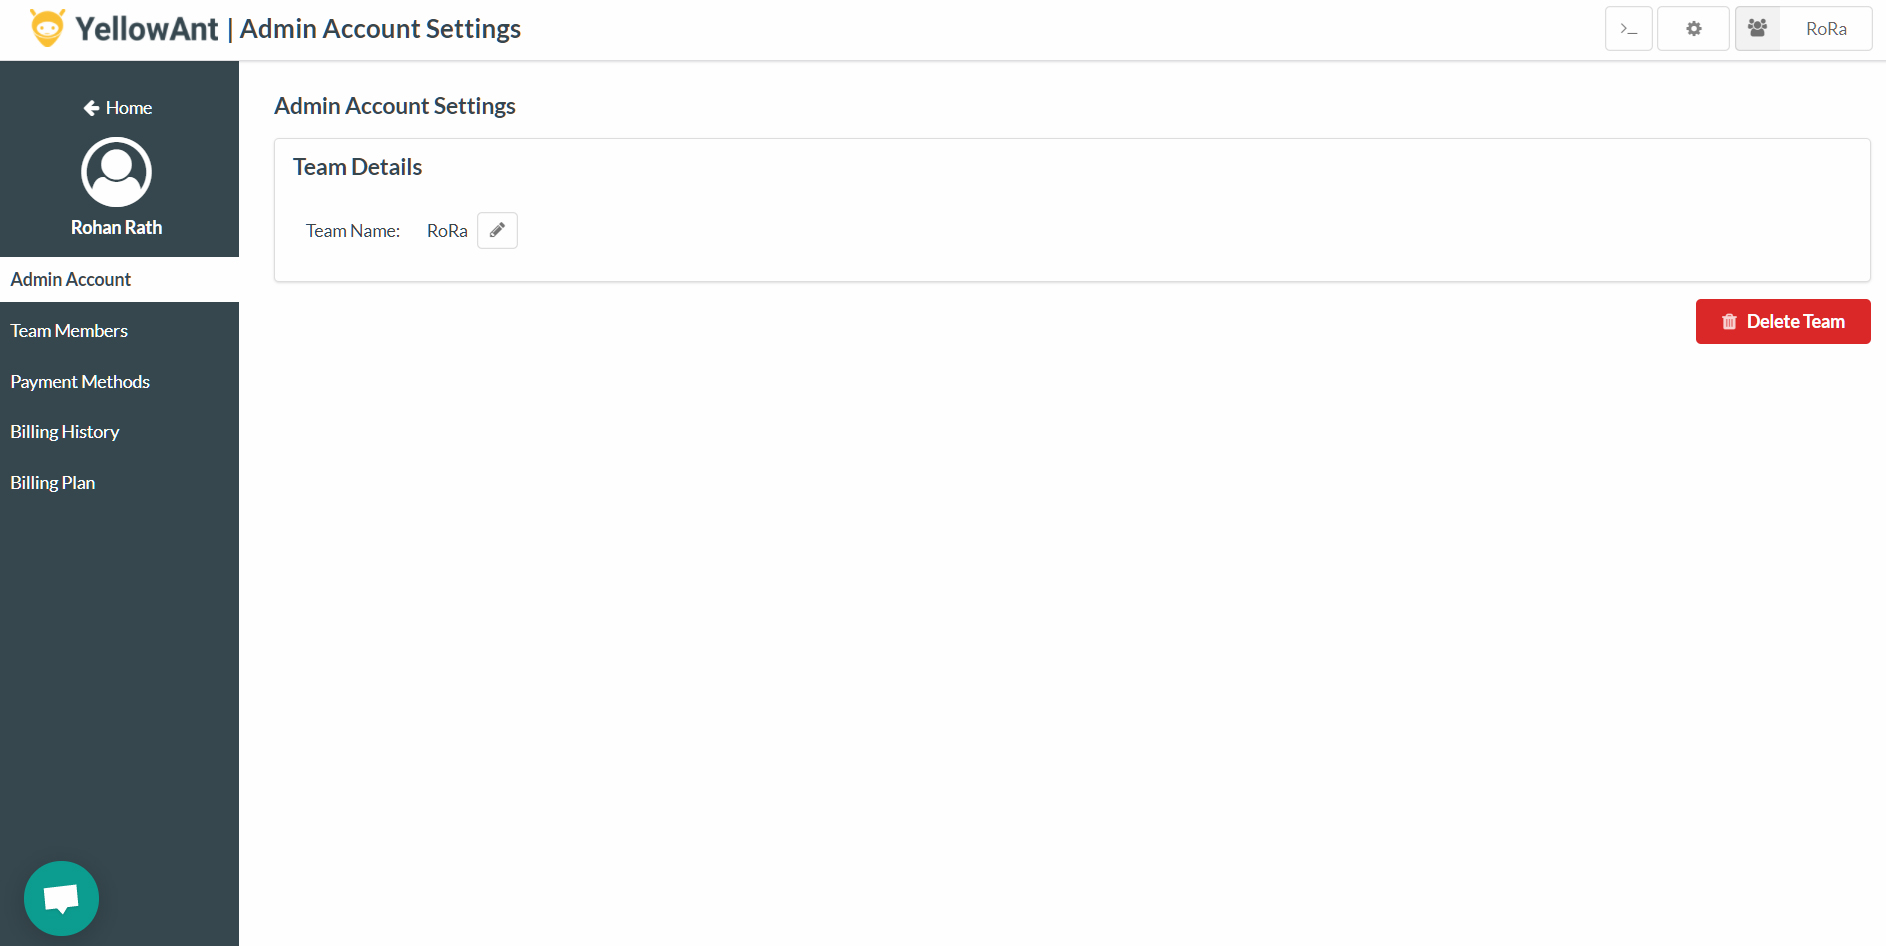 YellowAnt | Admin Account Settings
>_
RoRa
Home
Rohan Rath
Admin Account
Team Members
Payment Methods
Billing History
Billing Plan
Admin Account Settings
Team Details
Team Name: RoRa
Delete Team